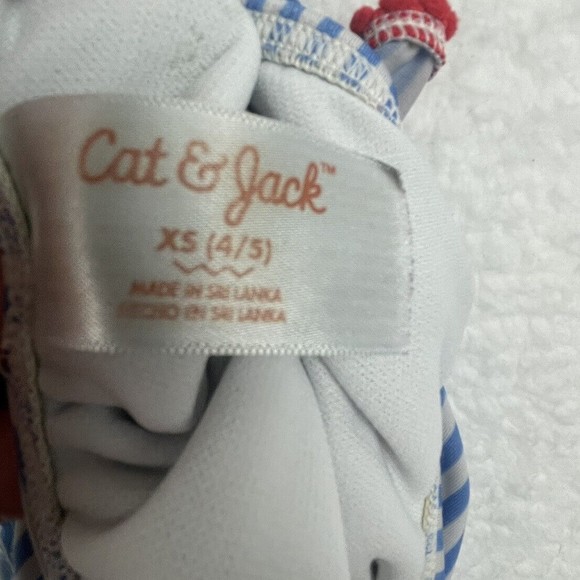 Cat & Jack™
XS (4/5)
MADE IN SRI LANKA
HECHO EN SRI LANKA